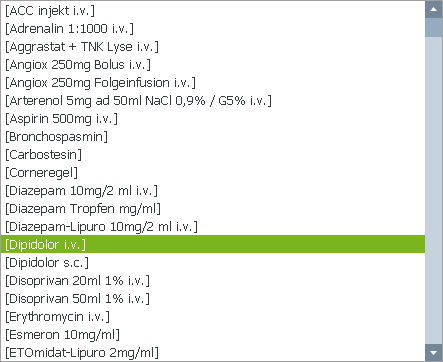 [ACC injekt i.v.]
[Adrenalin 1:1000 i.v.]
[Aggrastat + TNK Lyse i.v.]
[Angiox 250mg Bolus i.v.]
[Angiox 250mg Folgeinfusion i.v.]
[Arterenol 5mg ad 50ml NaCl 0,9% / G5% i.v.]
[Aspirin 500mg i.v.]
[Bronchospasmin]
[Carbostesin]
[Corneregel]
[Diazepam 10mg/2 ml i.v.]
[Diazepam Tropfen mg/ml]
[Diazepam-Lipuro 10mg/2 ml i.v.]
[Dipidolor i.v.]
[Dipidolor s.c.]
[Disoprivan 20ml 1% i.v.]
[Disoprivan 50ml 1% i.v.]
[Erythromycin i.v.]
[Esmeron 10mg/ml]
[ETOmidat-Lipuro 2mg/ml]